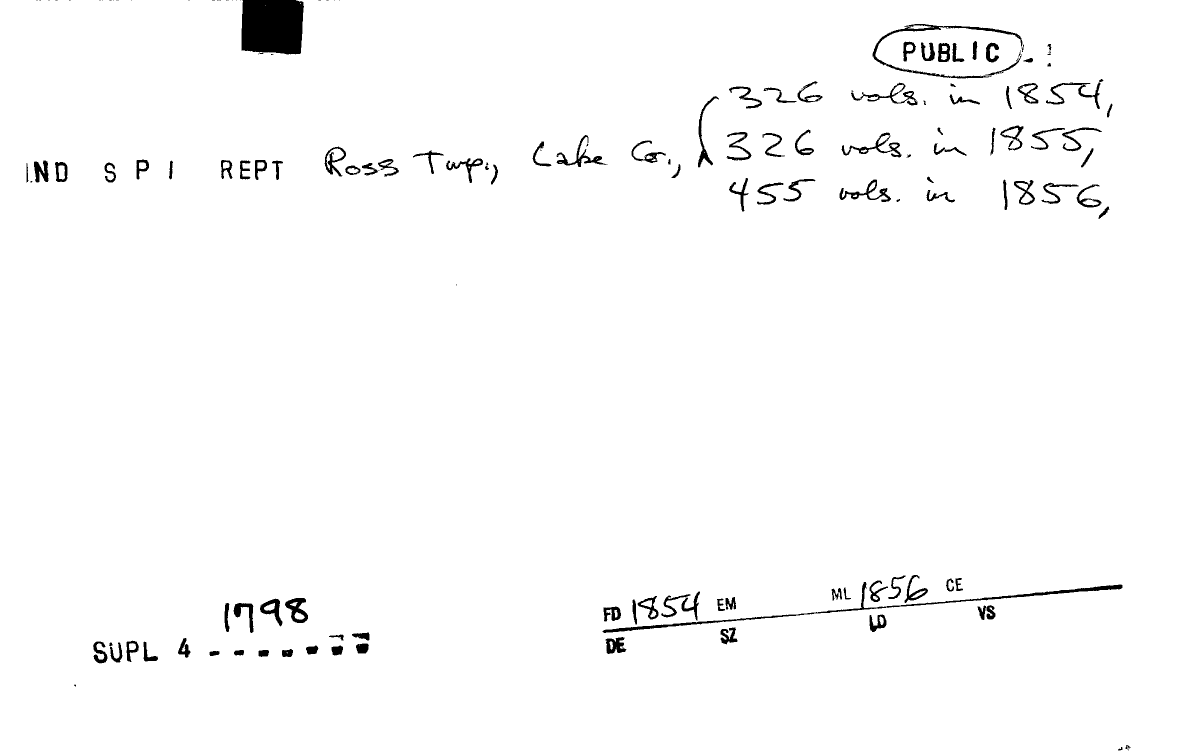 PUBLIC
326 vols. in 1854,
IND S P I REPT Ross Twp., Lake Co., 326 vols. in 1855,
455 vols. in 1856,
1798
SUPL 4
FD 1854 EM ML 1856 CE
DE SZ LD VS